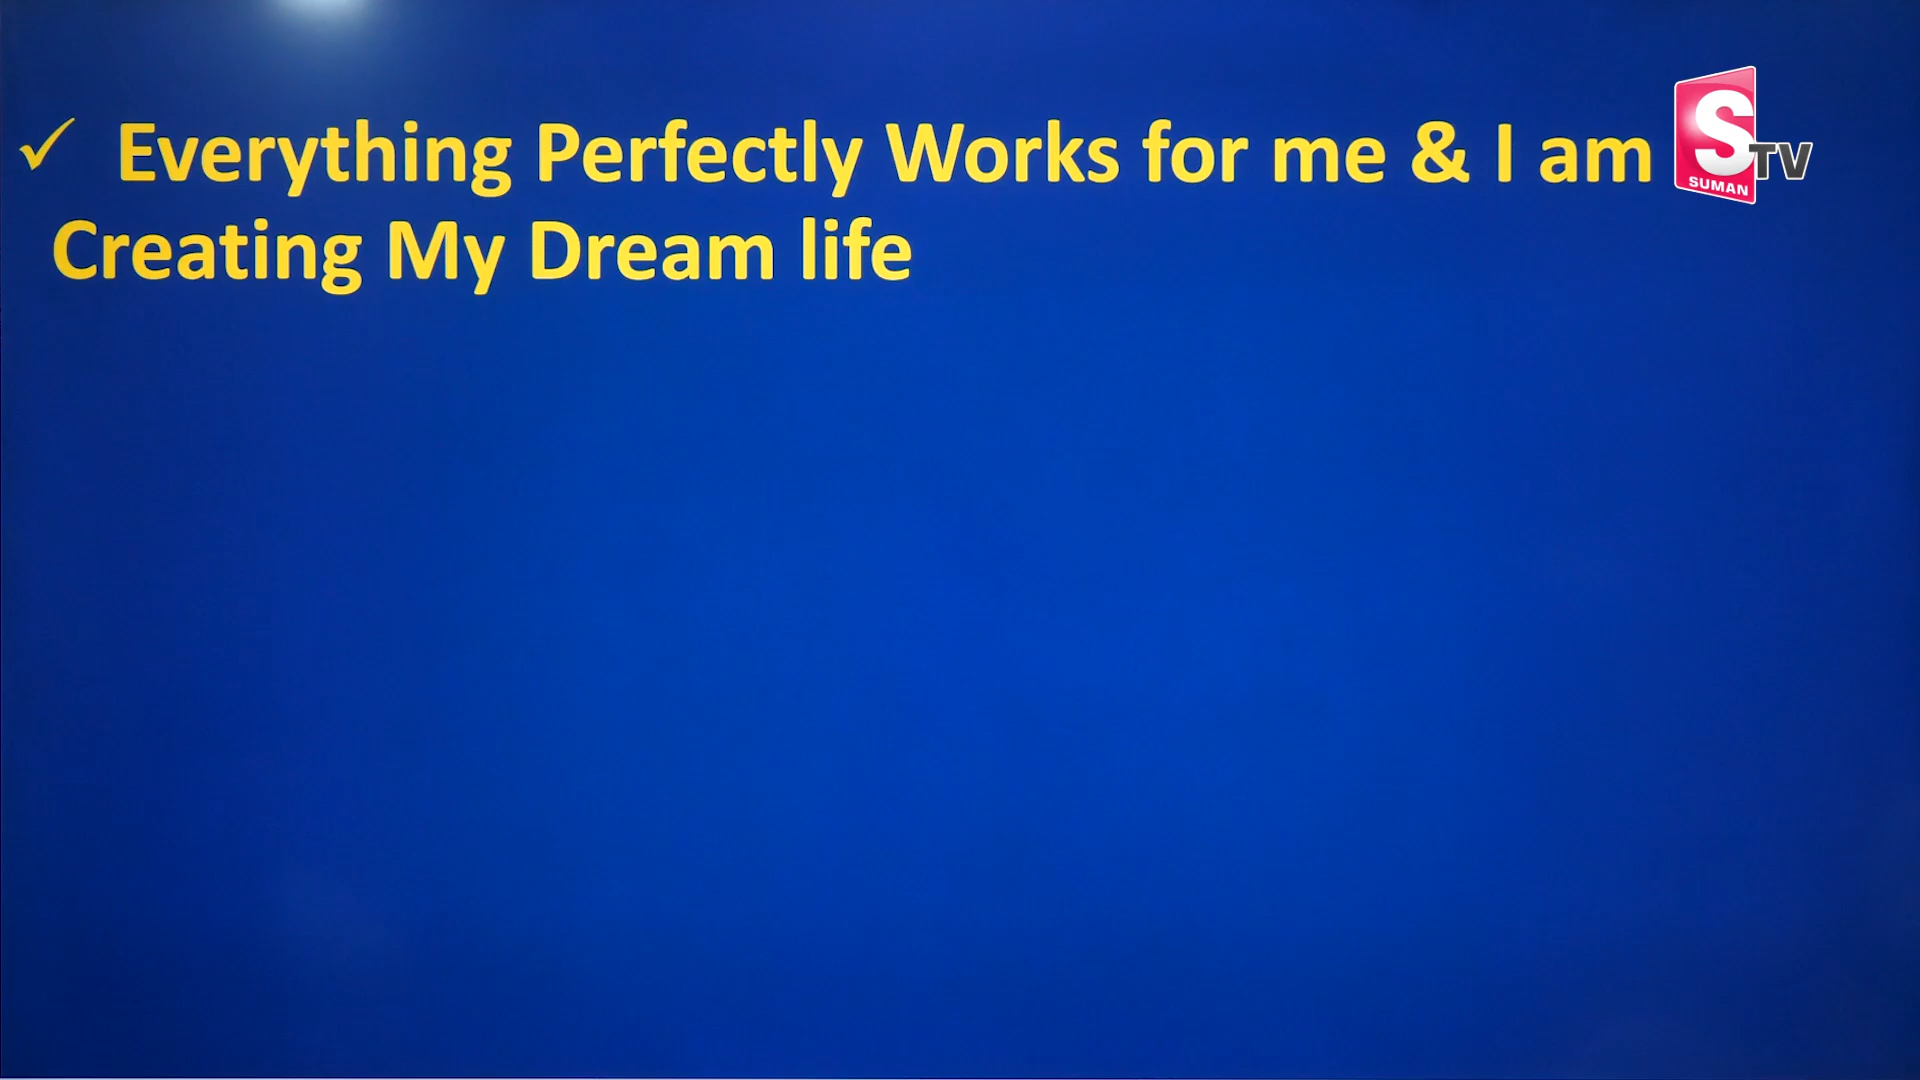 ✓ Everything Perfectly Works for me & I am
Creating My Dream life
S TV
SUMAN